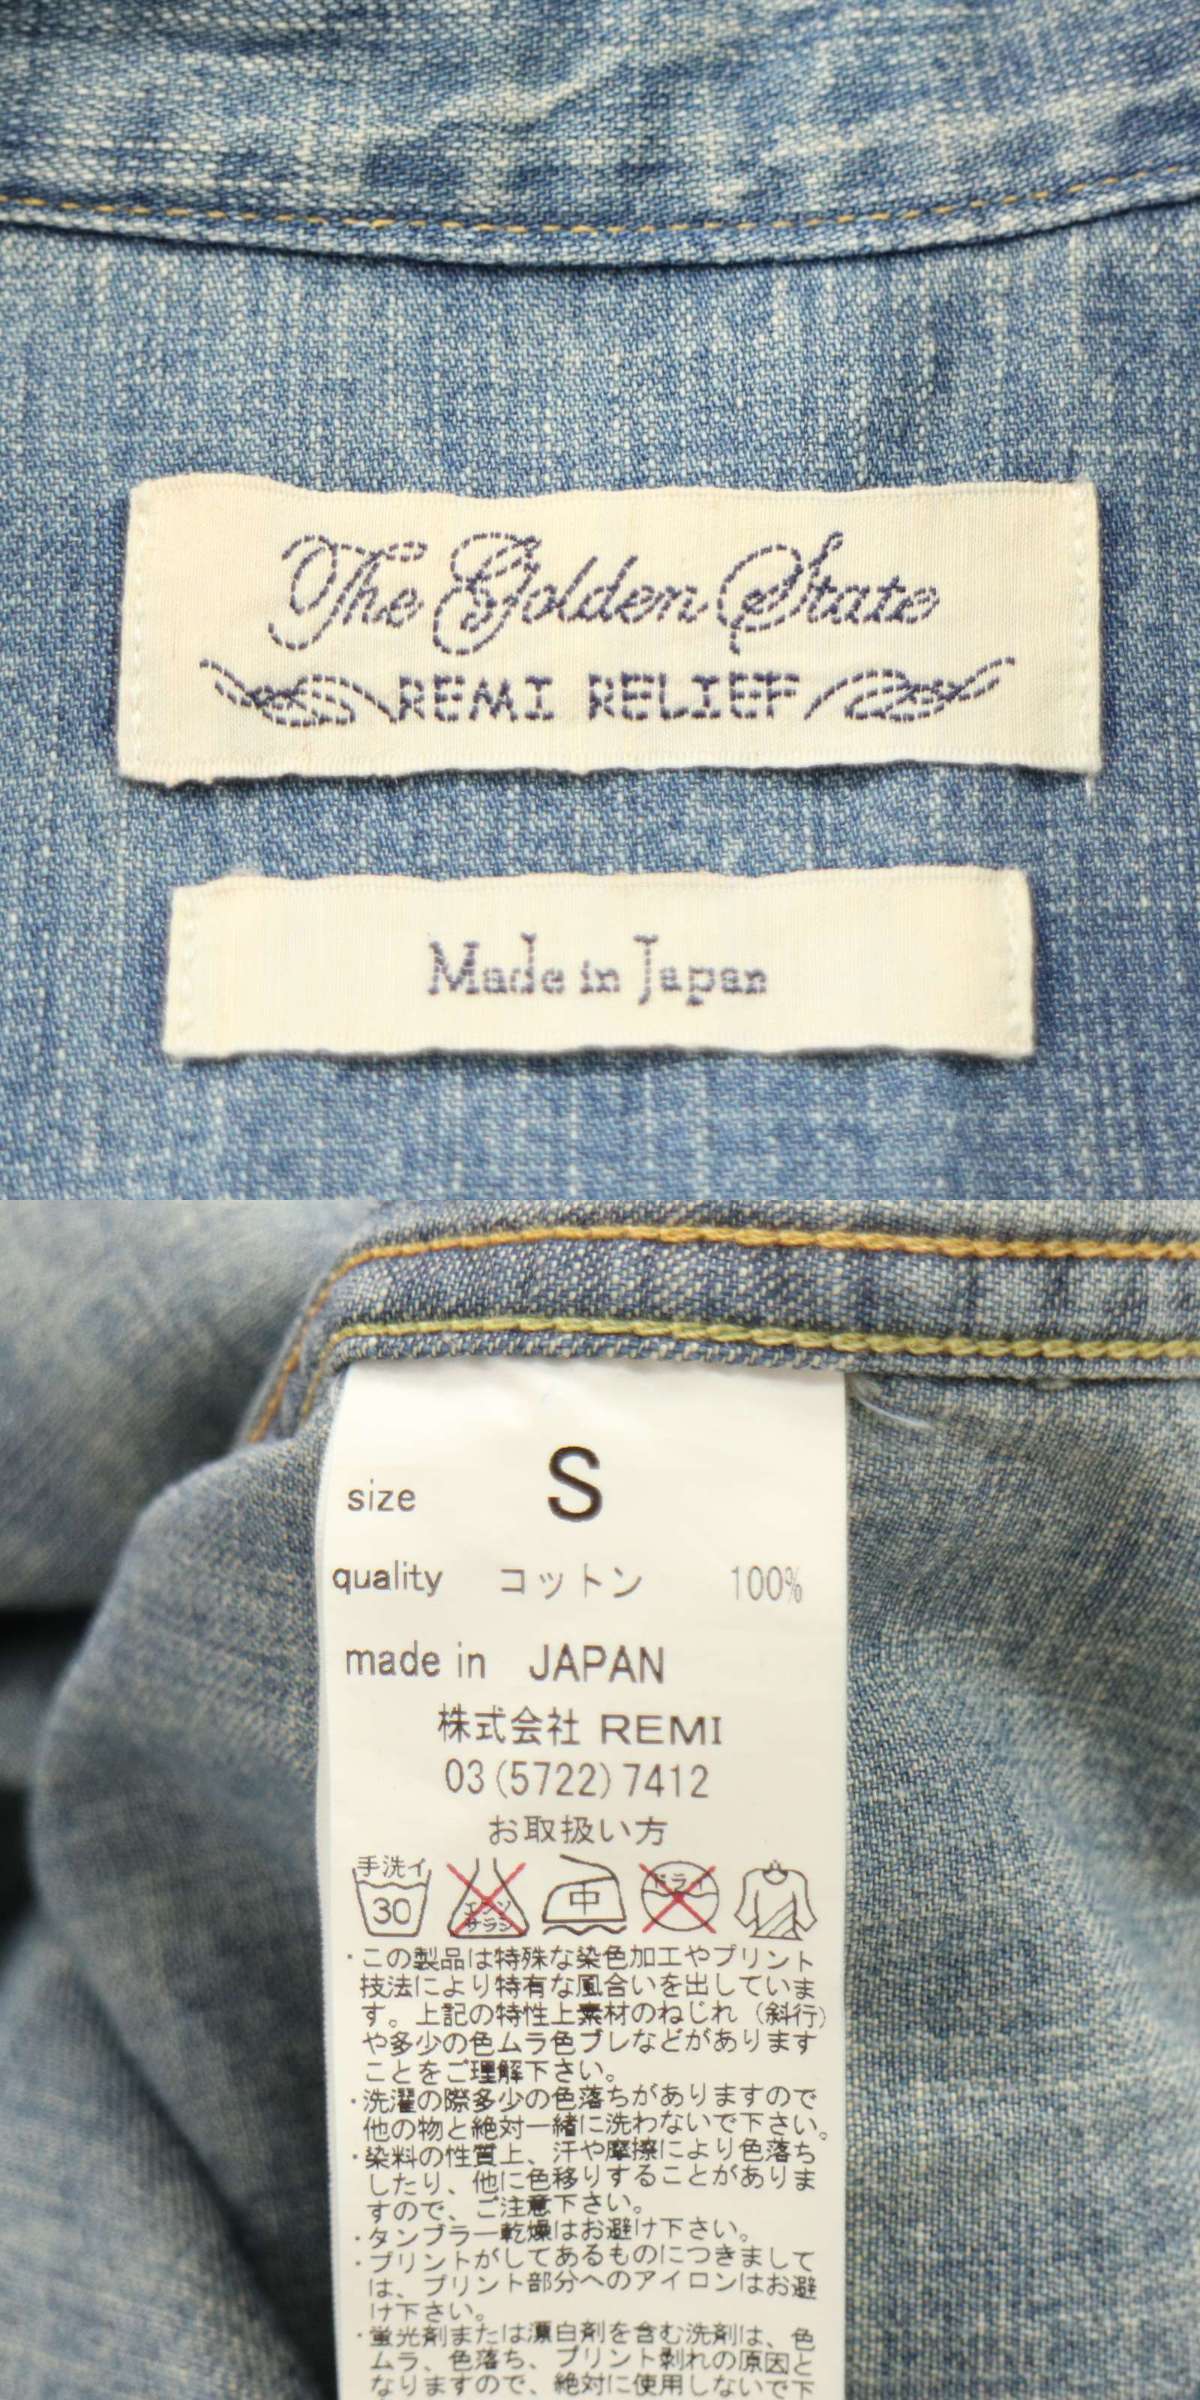 The Golden State
REMI RELIEF
Made in Japan
size S
quality コットン 100%
made in JAPAN
株式会社 REMI
03(5722)7412
お取扱い方
手洗イ
30
エンソ
サラシ
中
ドライ
・この製品は特殊な染色加工やプリント
技法により特有な風合いを出していま
す。上記の特性上素材のねじれ（斜行）
や多少の色ムラ色ブレなどがあります
ことをご理解下さい。
・洗濯の際多少の色落ちがありますので
他の物と絶対一緒に洗わないで下さい。
・染料の性質上、汗や摩擦により色落ち
したり、他に色移りすることがありま
すので、ご注意下さい。
・タンブラー乾燥はお避け下さい。
・プリントがしてあるものにつきまして
は、プリント部分へのアイロンはお避
け下さい。
・蛍光剤または漂白剤を含む洗剤は、色
ムラ、色落ち、プリント剥れの原因と
なりますので、絶対に使用しないで下